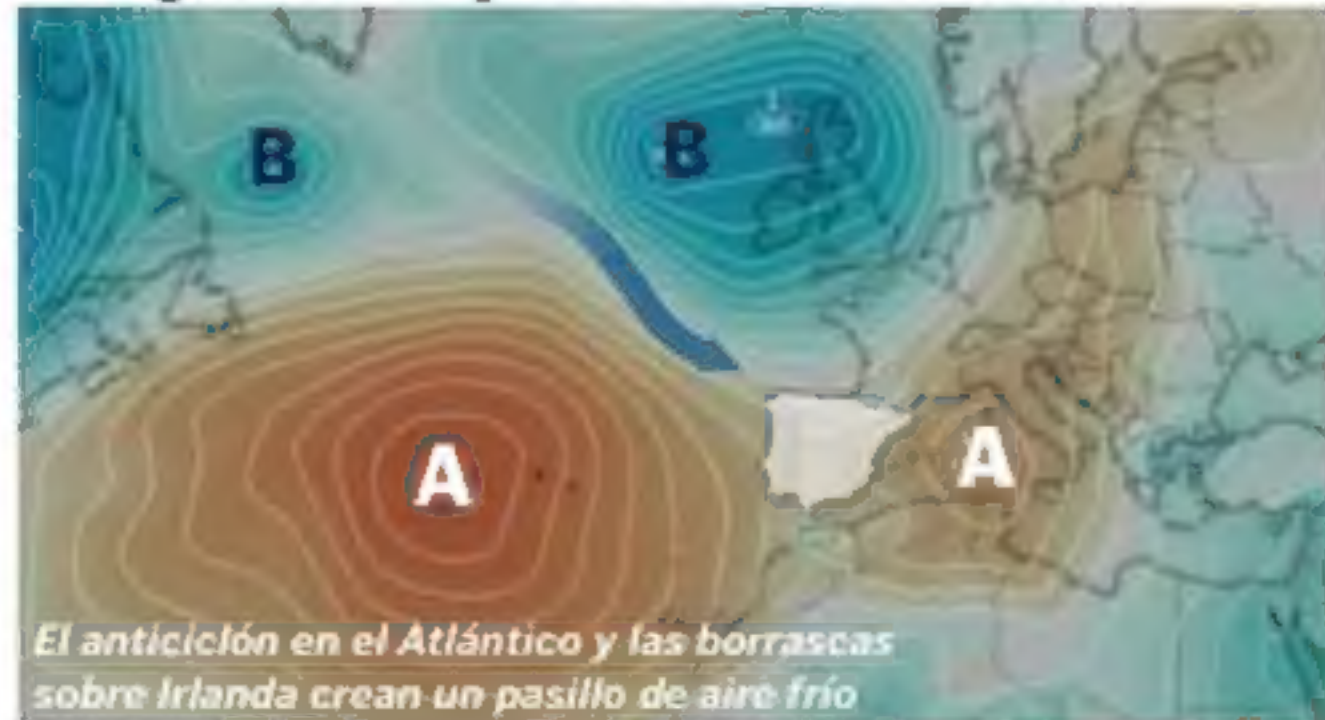 B
B
A
A
El anticiclón en el Atlántico y las borrascas
sobre Irlanda crean un pasillo de aire frío